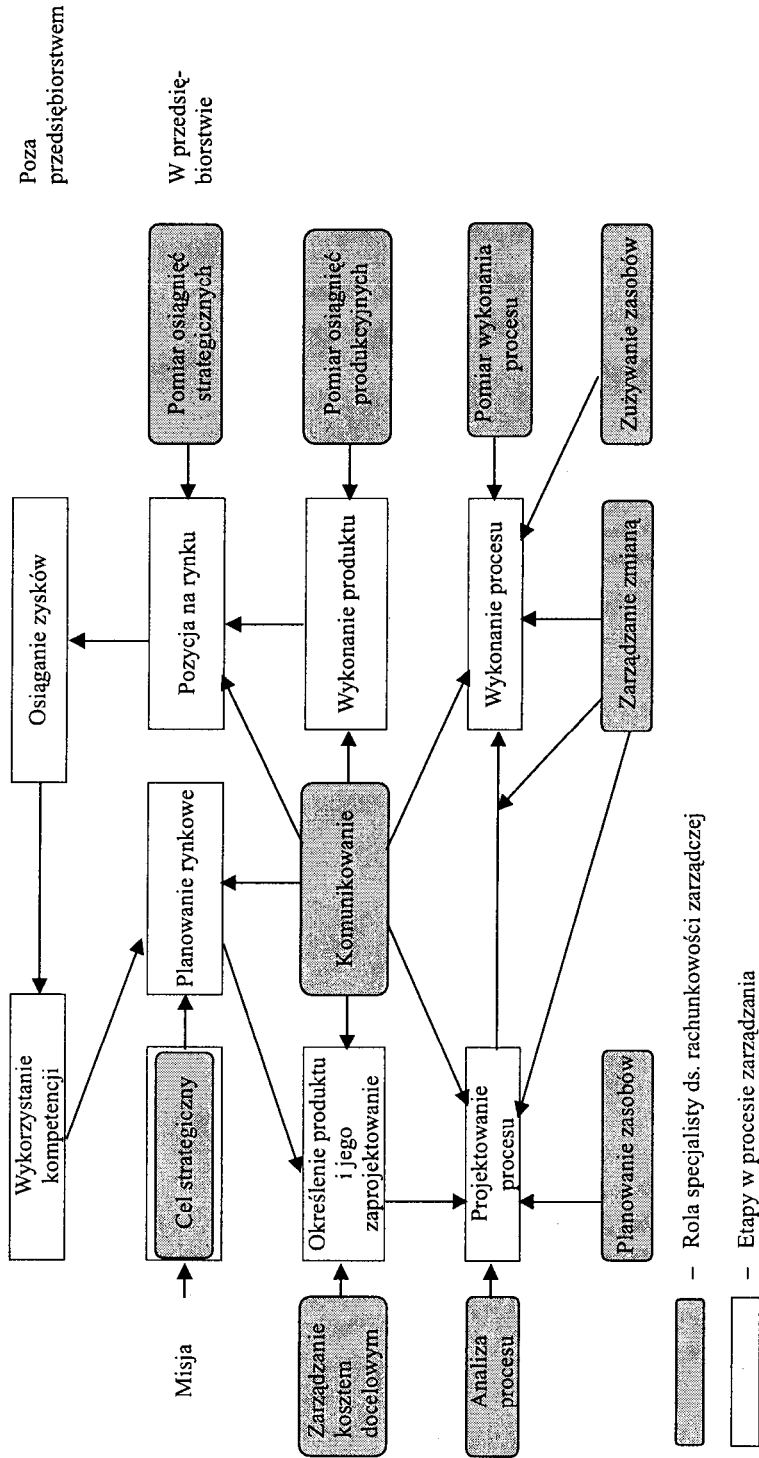 Poza
przedsiębiorstwem
Wykorzystanie
kompetencji
Osiąganie zysków
W przedsię-
biorstwie
Misja
Cel strategiczny
Planowanie rynkowe
Pozycja na rynku
Pomiar osiągnięć
strategicznych
Zarządzanie
kosztem
docelowym
Określenie produktu
i jego
zaprojektowanie
Komunikowanie
Wykonanie produktu
Pomiar osiągnięć
produkcyjnych
Analiza
procesu
Projektowanie
procesu
Wykonanie procesu
Pomiar wykonania
procesu
Planowanie zasobów
Zarządzanie zmianą
Zużywanie zasobów
– Rola specjalisty ds. rachunkowości zarządczej
– Etapy w procesie zarządzania